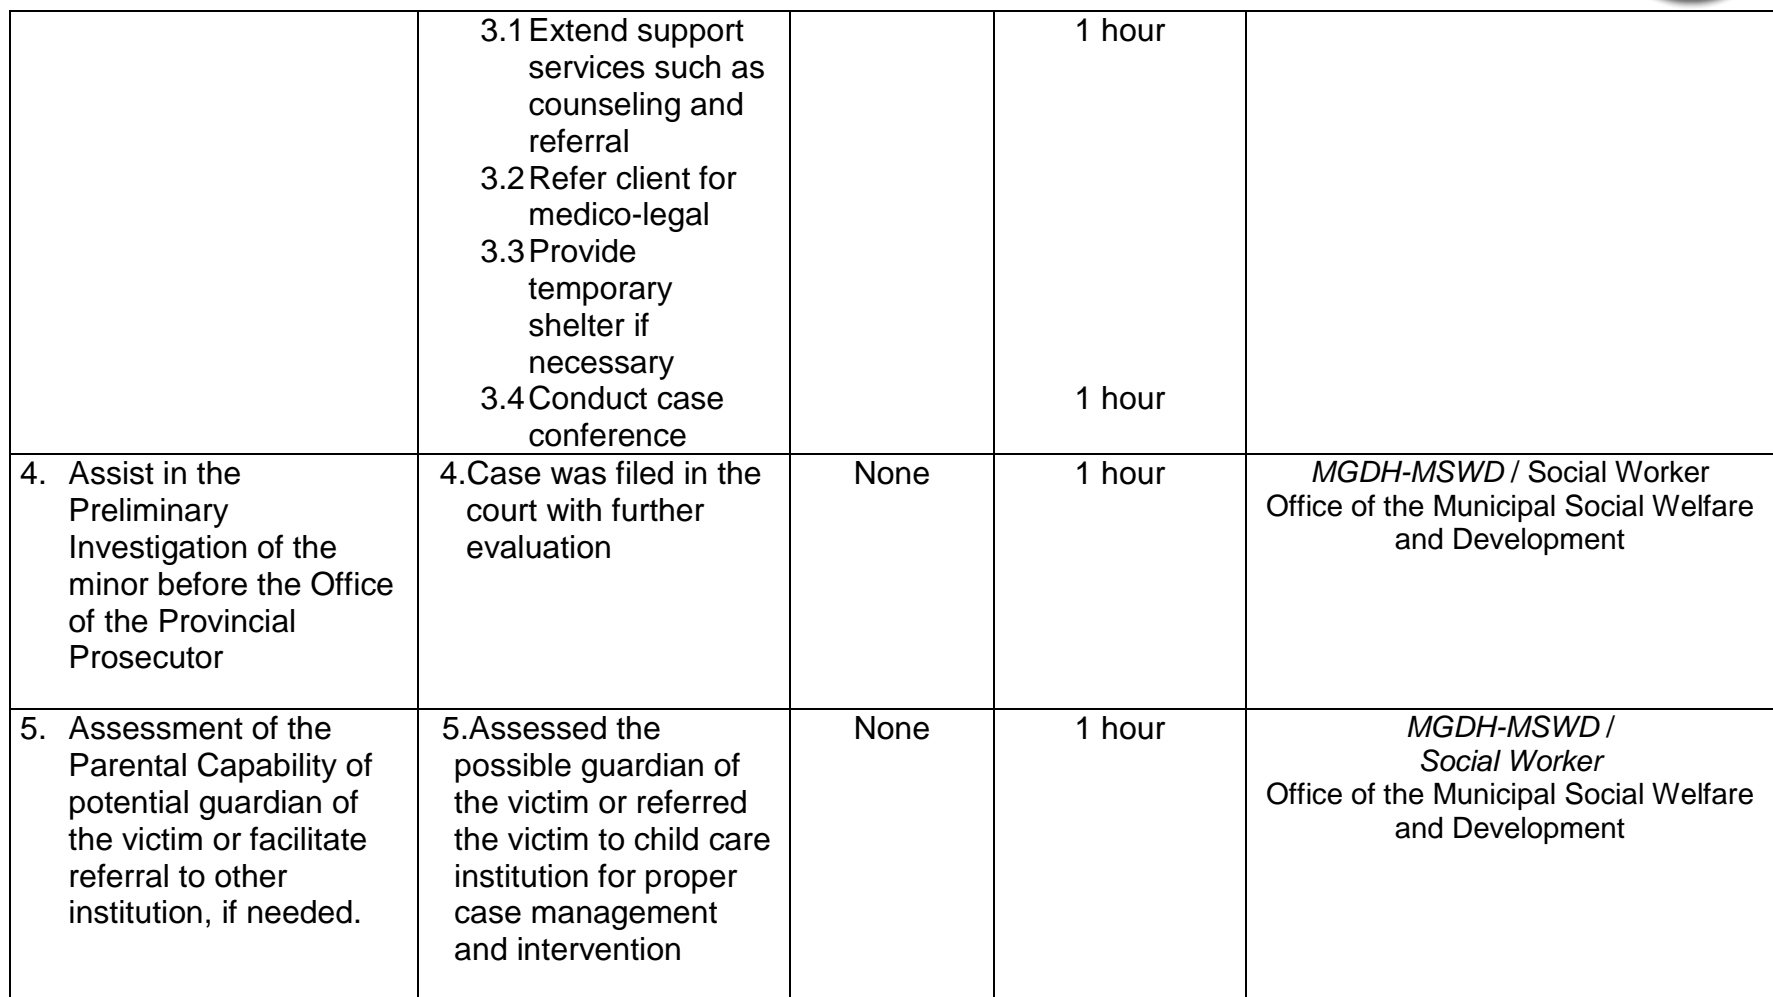 3.1 Extend support
services such as
counseling and
referral
3.2 Refer client for
medico-legal
3.3 Provide
temporary
shelter if
necessary
3.4 Conduct case
conference
1 hour
1 hour
4. Assist in the
Preliminary
Investigation of the
minor before the Office
of the Provincial
Prosecutor
4.Case was filed in the
court with further
evaluation
None
1 hour
MGDH-MSWD / Social Worker
Office of the Municipal Social Welfare
and Development
5. Assessment of the
Parental Capability of
potential guardian of
the victim or facilitate
referral to other
institution, if needed.
5.Assessed the
possible guardian of
the victim or referred
the victim to child care
institution for proper
case management
and intervention
None
1 hour
MGDH-MSWD /
Social Worker
Office of the Municipal Social Welfare
and Development